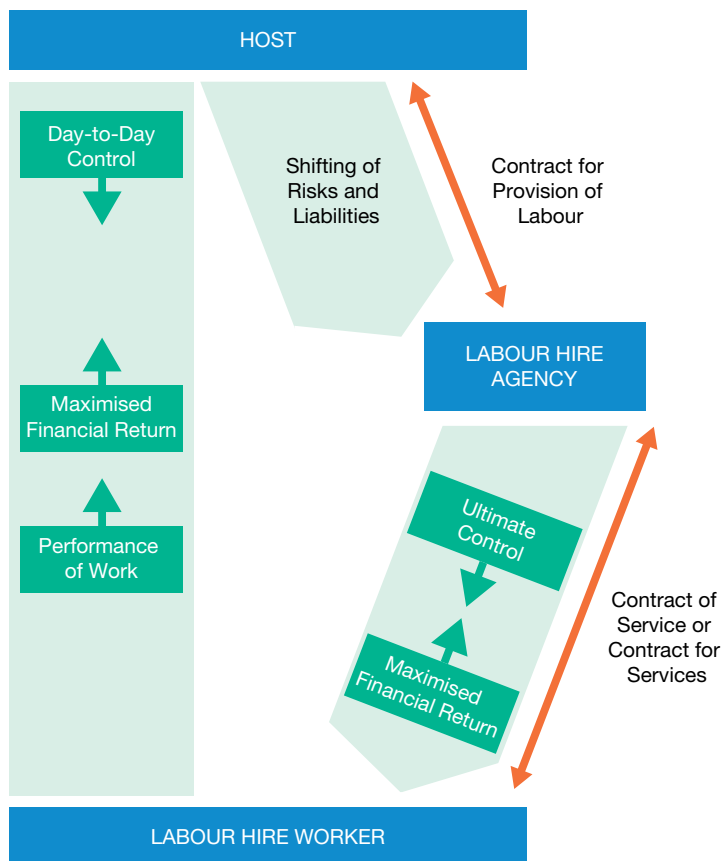 HOST
Day-to-Day
Control
Shifting of
Risks and
Liabilities
Contract for
Provision of
Labour
LABOUR HIRE
AGENCY
Maximised
Financial Return
Performance
of Work
Ultimate
Control
Maximised
Financial Return
Contract of
Service or
Contract for
Services
LABOUR HIRE WORKER